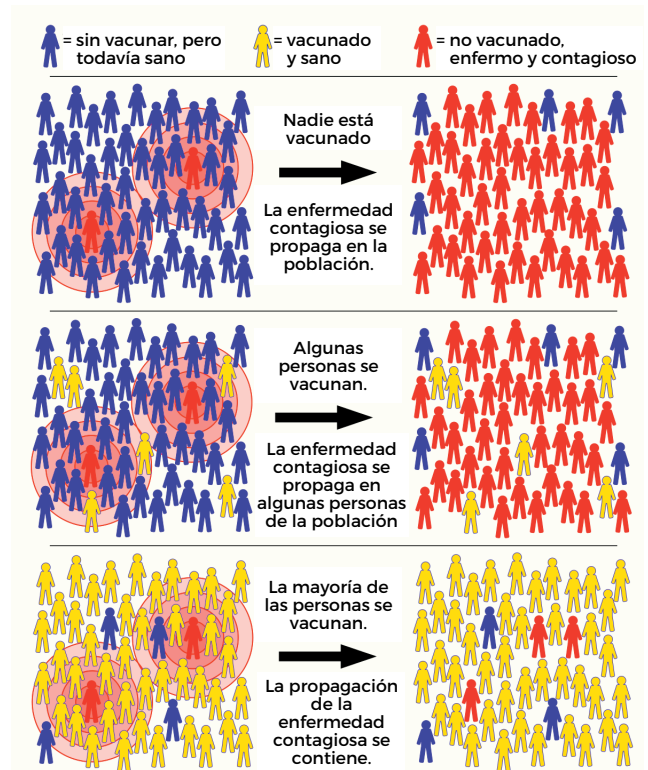 = sin vacunar, pero
todavía sano
= vacunado
y sano
= no vacunado,
enfermo y contagioso
Nadie está
vacunado
La enfermedad
contagiosa se
propaga en la
población.
Algunas
personas se
vacunan.
La enfermedad
contagiosa se
propaga en
algunas personas
de la población
La mayoría de
las personas se
vacunan.
La propagación
de la
enfermedad
contagiosa se
contiene.